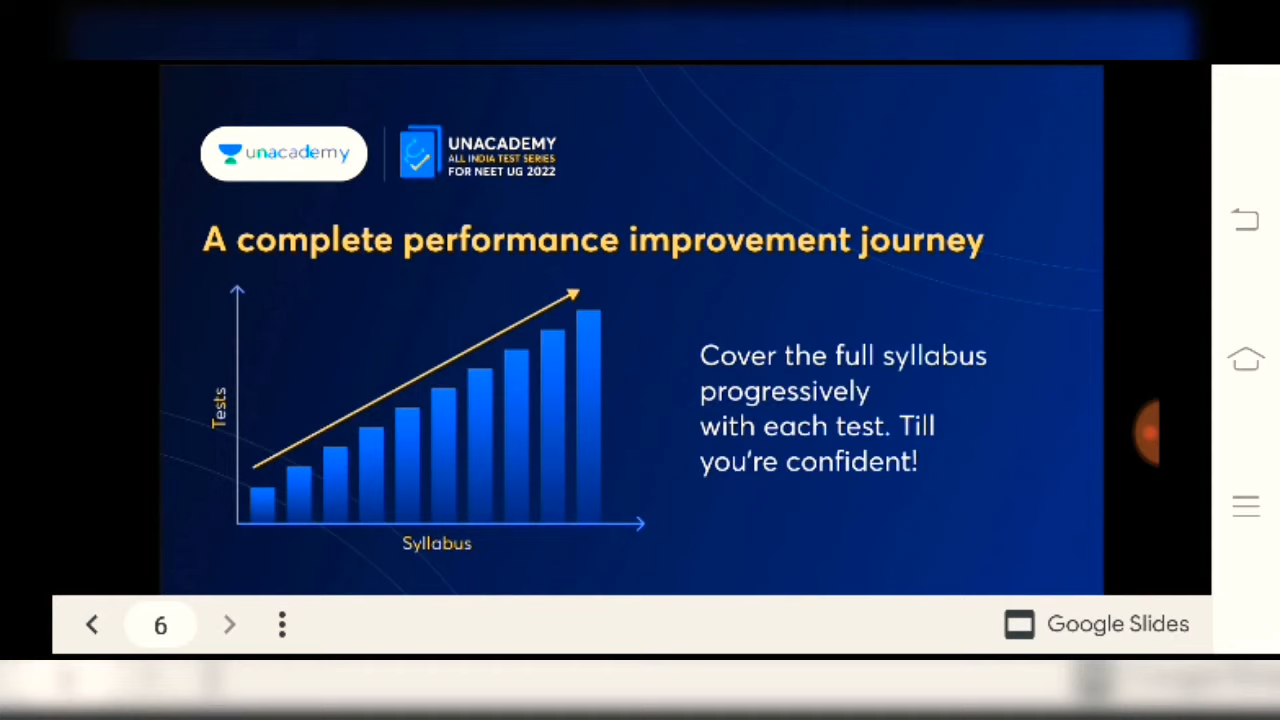 unacademy
UNACADEMY
ALL INDIA TEST SERIES
FOR NEET UG 2022
A complete performance improvement journey
Tests
Syllabus
Cover the full syllabus
progressively
with each test. Till
you're confident!
6
Google Slides